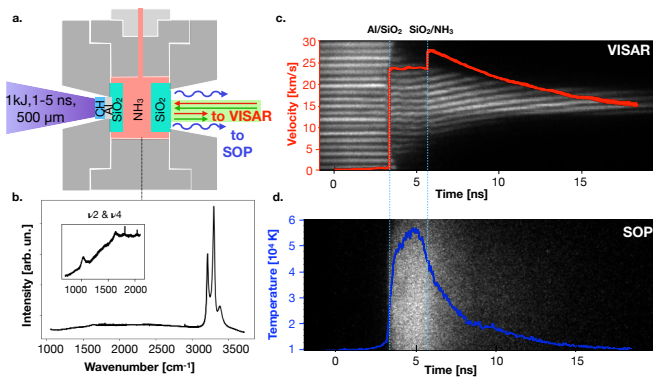 a.
1kJ,1-5 ns,
500 μm
CH
Al
SiO2
NH3
SiO2
to VISAR
to
SOP
b.
ν2 & ν4
1000 1500 2000
Intensity [arb. un.]
1000 1500 2000 2500 3000 3500
Wavenumber [cm-1]
c.
Al/SiO2 SiO2/NH3
VISAR
Velocity [km/s]
30
25
20
15
10
5
0
0 5 10 15
Time [ns]
d.
SOP
Temperature [10⁴ K]
6
5
4
3
2
1
0 5 10 15
Time [ns]